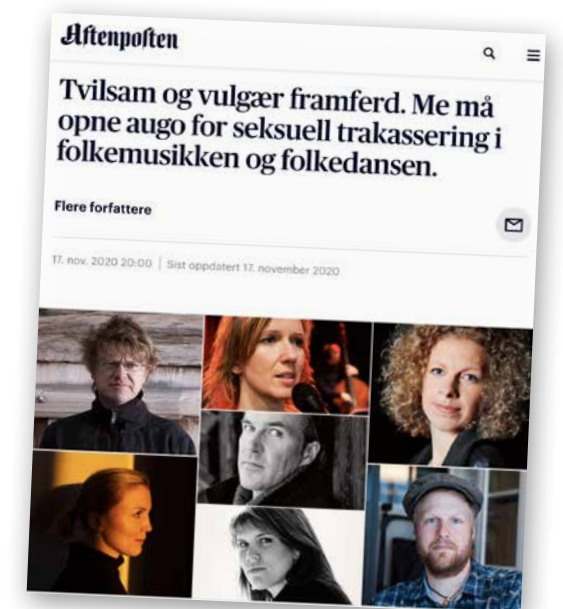 Aftenposten
Tvilsam og vulgær framferd. Me må
opne augo for seksuell trakassering i
folkemusikken og folkedansen.
Flere forfattere
17. nov. 2020 20:00 | Sist oppdatert 17. november 2020